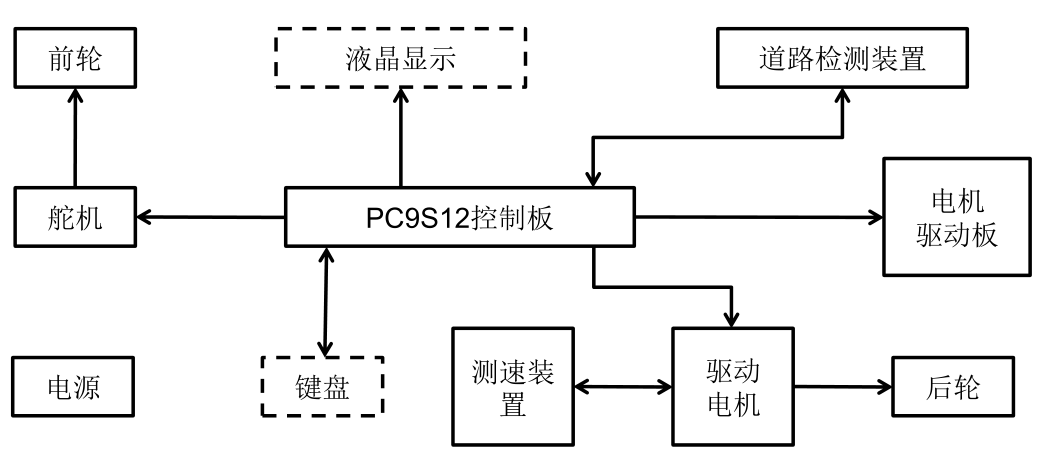 前轮
液晶显示
道路检测装置
舵机
PC9S12控制板
电机
驱动板
电源
键盘
测速装
置
驱动
电机
后轮